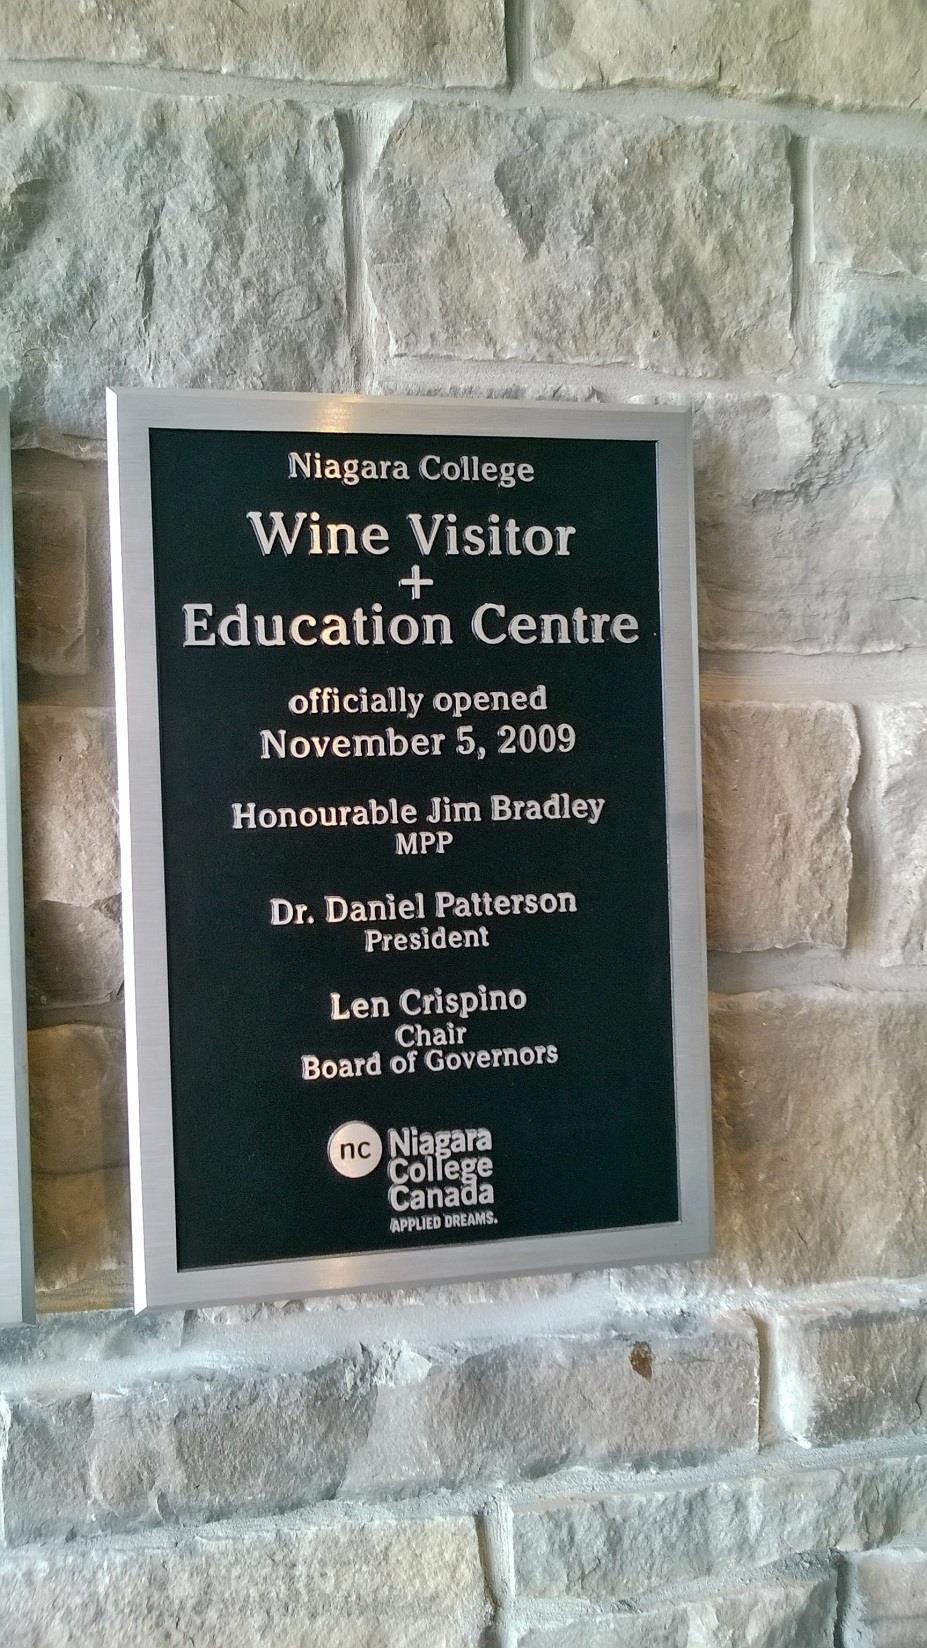 Niagara College
Wine Visitor
+
Education Centre
officially opened
November 5, 2009
Honourable Jim Bradley
MPP
Dr. Daniel Patterson
President
Len Crispino
Chair
Board of Governors
nc
Niagara
College
Canada
APPLIED DREAMS.